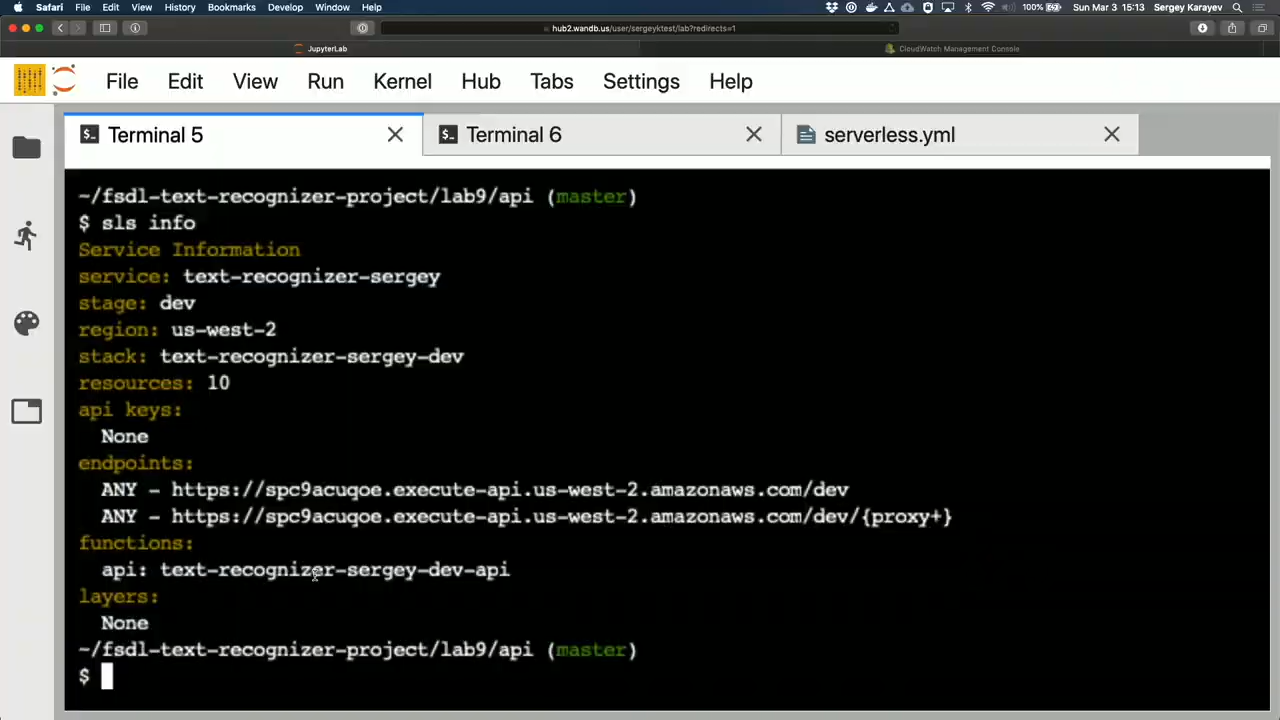 Safari File Edit View History Bookmarks Develop Window Help 100% Sun Mar 3 15:13 Sergey Karayev
hub2.wandb.us/user/sergeyktest/lab?redirects=1
JupyterLab CloudWatch Management Console
File Edit View Run Kernel Hub Tabs Settings Help
Terminal 5 Terminal 6 serverless.yml
~/fsdl-text-recognizer-project/lab9/api (master)
$ sls info
Service Information
service: text-recognizer-sergey
stage: dev
region: us-west-2
stack: text-recognizer-sergey-dev
resources: 10
api keys:
None
endpoints:
ANY - https://spc9acuqoe.execute-api.us-west-2.amazonaws.com/dev
ANY - https://spc9acuqoe.execute-api.us-west-2.amazonaws.com/dev/{proxy+}
functions:
api: text-recognizer-sergey-dev-api
layers:
None
~/fsdl-text-recognizer-project/lab9/api (master)
$